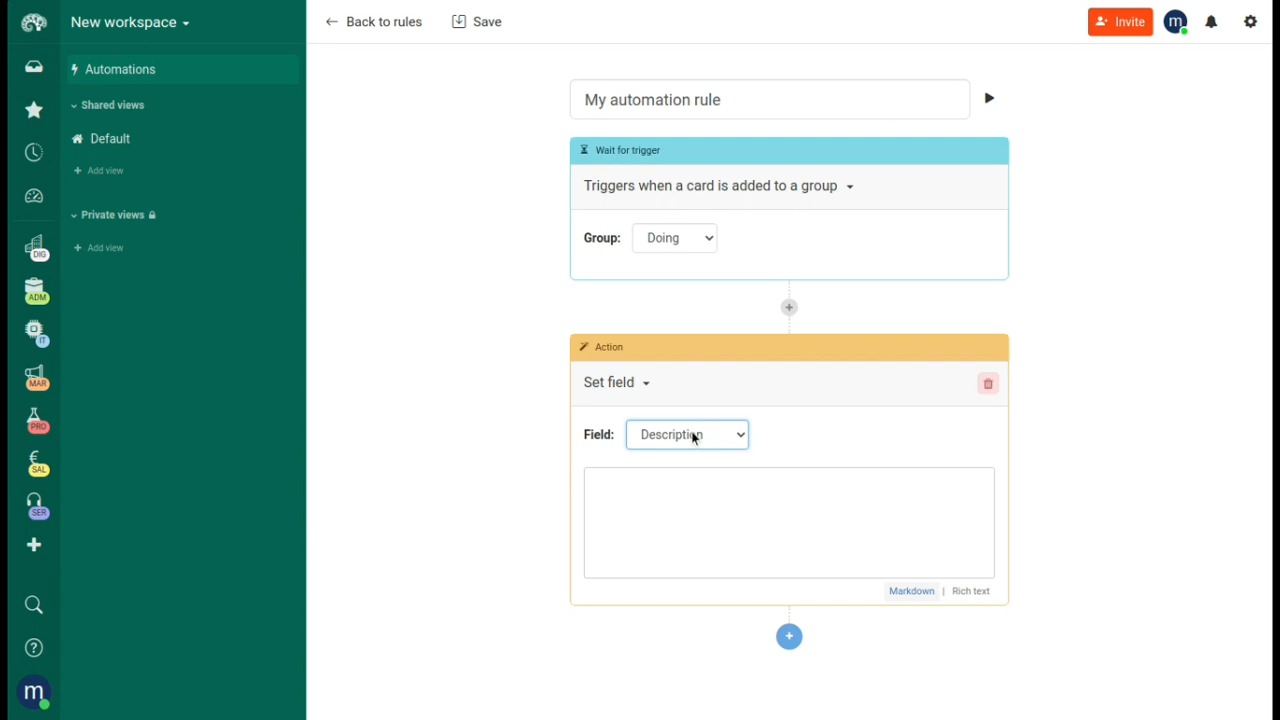 New workspace
Back to rules
Save
Invite
m
Automations
Shared views
Default
Add view
Private views
Add view
DIG
ADM
IT
MAR
PRO
SAL
SER
m
My automation rule
Wait for trigger
Triggers when a card is added to a group
Group: Doing
Action
Set field
Field: Description
Markdown | Rich text